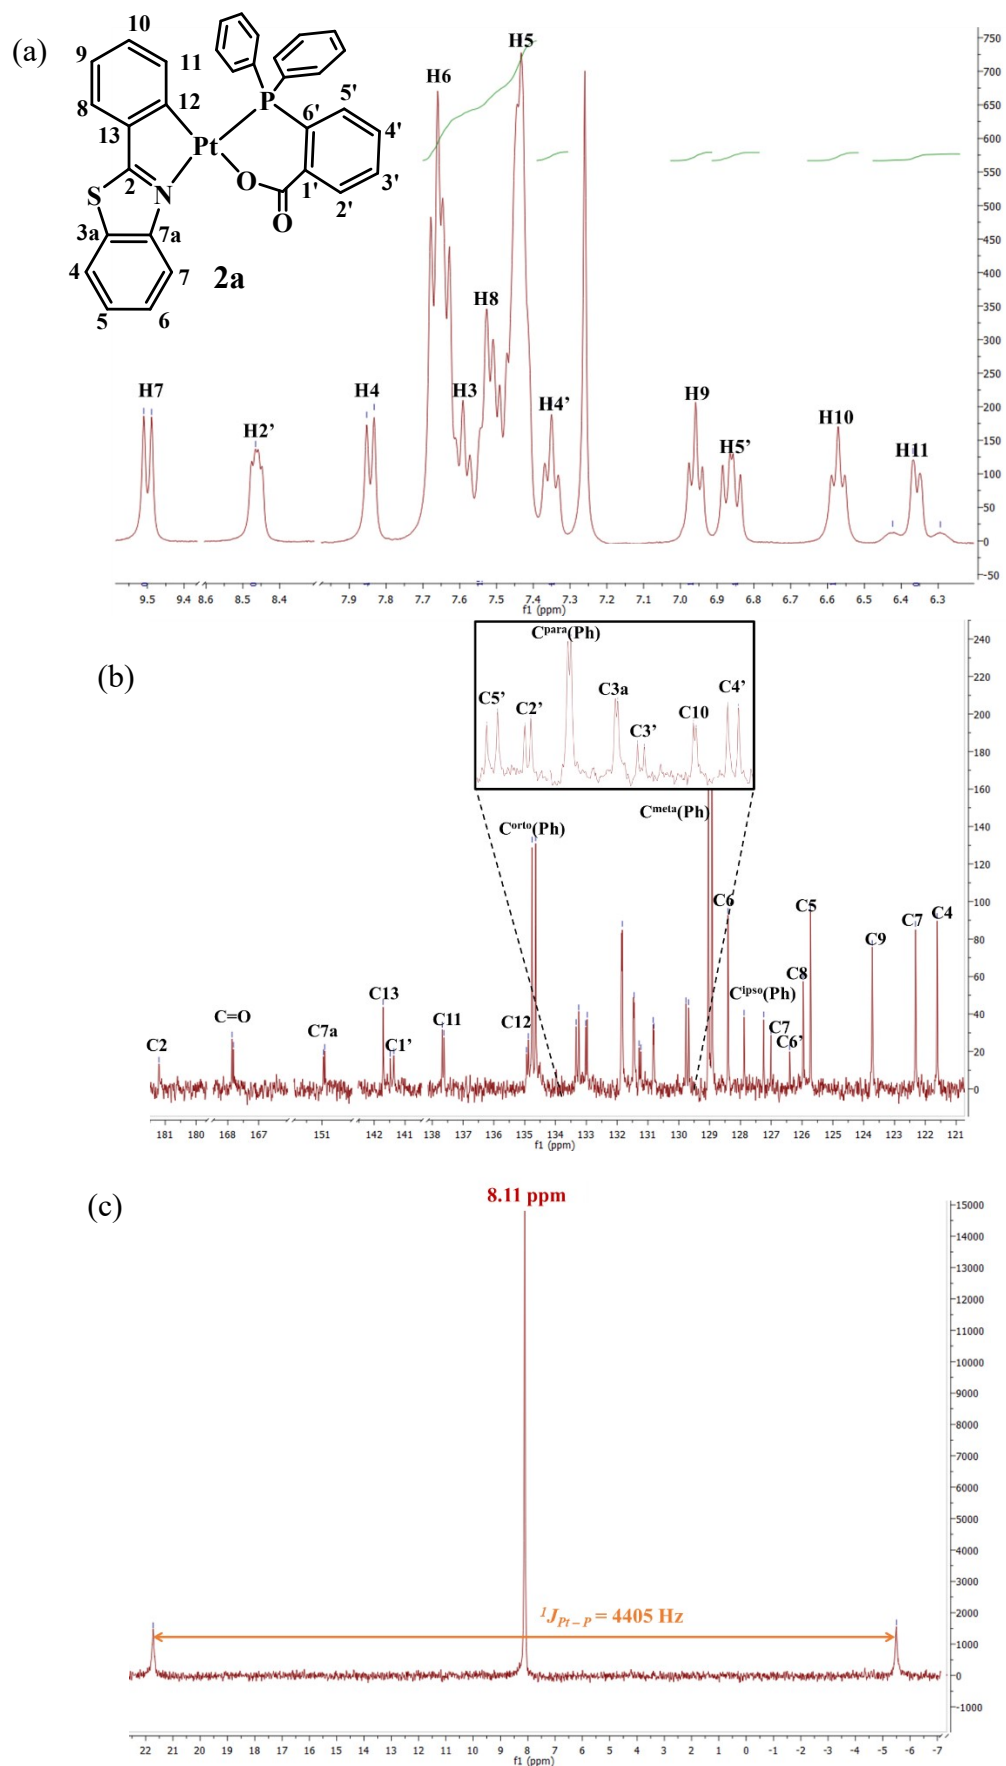 (a)
10
9
11
8
12
13
Pt
P
6'
5'
4'
3'
2'
1'
O
O
2
N
S
3a
7a
4
7
5
6
2a
H7
H2'
H4
H6
H3
H8
H5
H4'
H9
H5'
H10
H11
750
700
650
600
550
500
450
400
350
300
250
200
150
100
50
0
-50
9.5 9.4 8.6 8.5 8.4 7.9 7.8 7.7 7.6 7.5 7.4 7.3 7.2 7.1 7.0 6.9 6.8 6.7 6.6 6.5 6.4 6.3
f1 (ppm)
(b)
C5' C2' Cpara(Ph) C3a C3' C10 C4'
C2 C=O C7a C13 C1' C11 C12 Corto(Ph) Cmeta(Ph) C6 Cipso(Ph) C7 C6' C8 C5 C9 C7 C4
240
220
200
180
160
140
120
100
80
60
40
20
0
181 180 168 167 151 142 141 138 137 136 135 134 133 132 131 130 129 128 127 126 125 124 123 122 121
f1 (ppm)
(c)
8.11 ppm
1JPt-P = 4405 Hz
15000
14000
13000
12000
11000
10000
9000
8000
7000
6000
5000
4000
3000
2000
1000
0
-1000
22 21 20 19 18 17 16 15 14 13 12 11 10 9 8 7 6 5 4 3 2 1 0 -1 -2 -3 -4 -5 -6 -7
f1 (ppm)